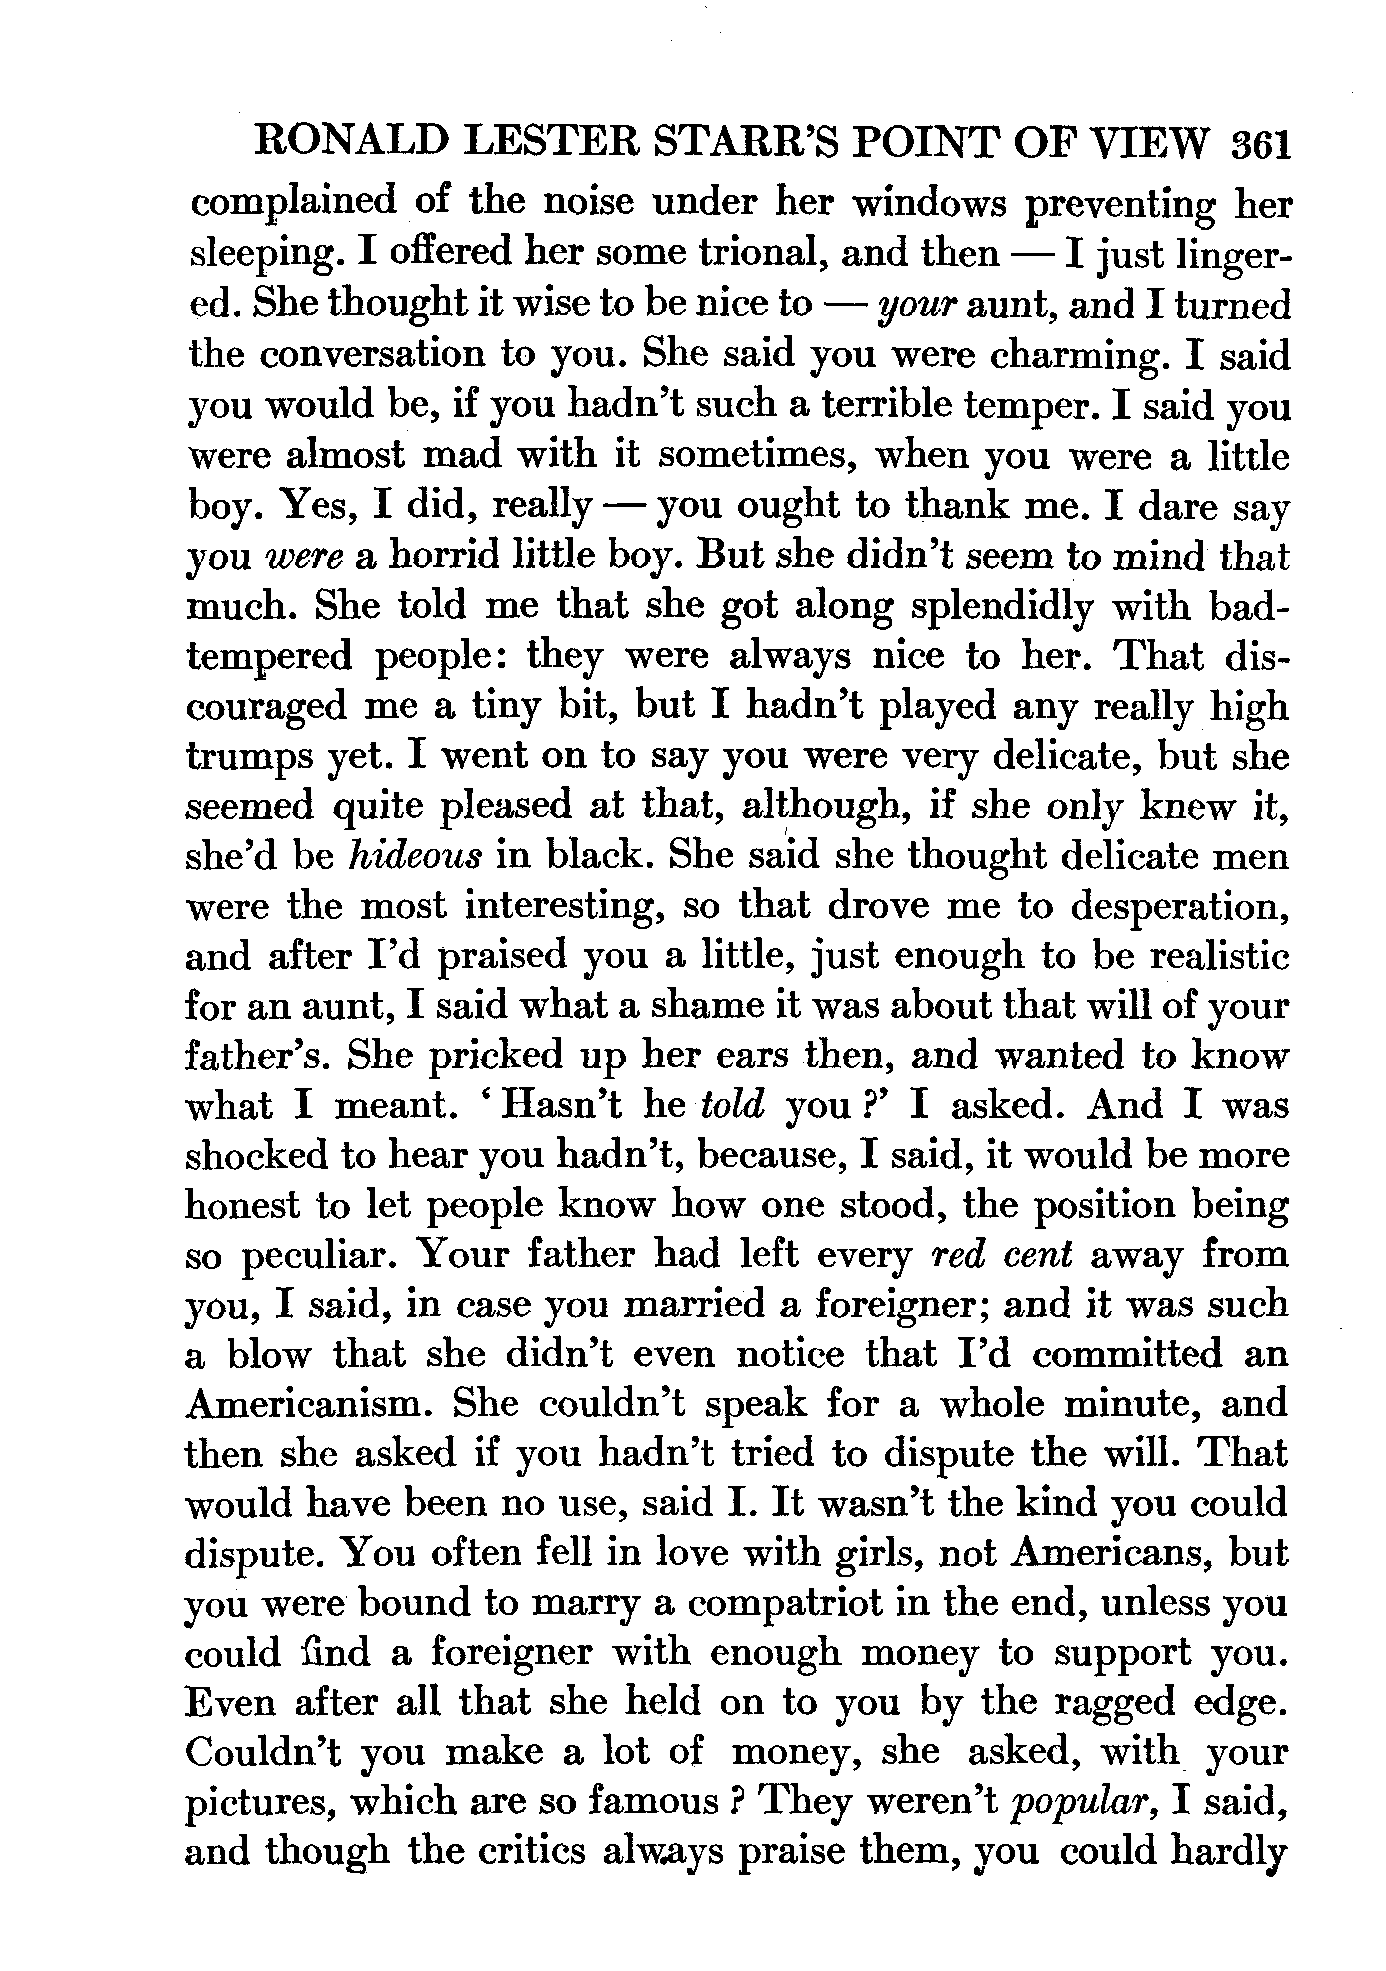 RONALD LESTER STARR'S POINT OF VIEW 361
complained of the noise under her windows preventing her
sleeping. I offered her some trional, and then — I just linger-
ed. She thought it wise to be nice to — your aunt, and I turned
the conversation to you. She said you were charming. I said
you would be, if you hadn't such a terrible temper. I said you
were almost mad with it sometimes, when you were a little
boy. Yes, I did, really — you ought to thank me. I dare say
you were a horrid little boy. But she didn't seem to mind that
much. She told me that she got along splendidly with bad-
tempered people: they were always nice to her. That dis-
couraged me a tiny bit, but I hadn't played any really high
trumps yet. I went on to say you were very delicate, but she
seemed quite pleased at that, although, if she only knew it,
she'd be hideous in black. She said she thought delicate men
were the most interesting, so that drove me to desperation,
and after I'd praised you a little, just enough to be realistic
for an aunt, I said what a shame it was about that will of your
father's. She pricked up her ears then, and wanted to know
what I meant. ‘Hasn't he told you?’ I asked. And I was
shocked to hear you hadn't, because, I said, it would be more
honest to let people know how one stood, the position being
so peculiar. Your father had left every red cent away from
you, I said, in case you married a foreigner; and it was such
a blow that she didn't even notice that I'd committed an
Americanism. She couldn't speak for a whole minute, and
then she asked if you hadn't tried to dispute the will. That
would have been no use, said I. It wasn't the kind you could
dispute. You often fell in love with girls, not Americans, but
you were bound to marry a compatriot in the end, unless you
could find a foreigner with enough money to support you.
Even after all that she held on to you by the ragged edge.
Couldn't you make a lot of money, she asked, with your
pictures, which are so famous? They weren't popular, I said,
and though the critics always praise them, you could hardly